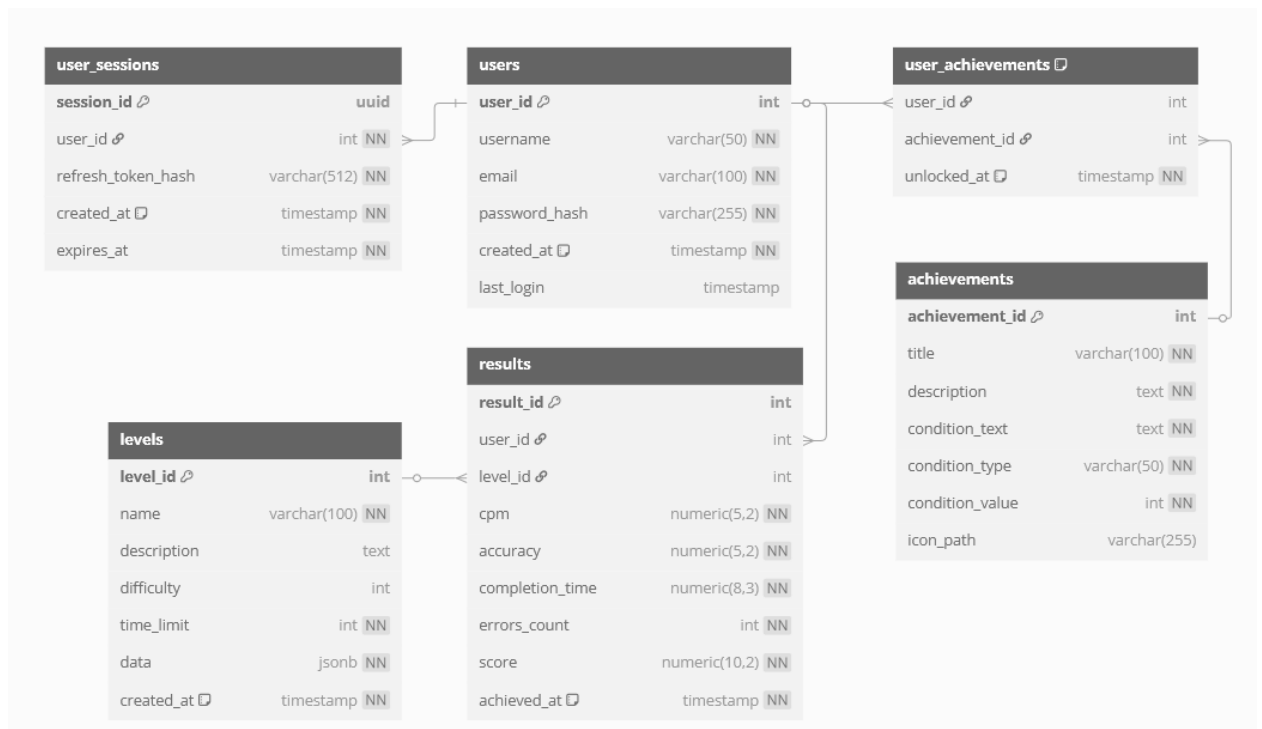 user_sessions
session_id uuid
user_id int NN
refresh_token_hash varchar(512) NN
created_at timestamp NN
expires_at timestamp NN
users
user_id int
username varchar(50) NN
email varchar(100) NN
password_hash varchar(255) NN
created_at timestamp NN
last_login timestamp
user_achievements
user_id int
achievement_id int
unlocked_at timestamp NN
achievements
achievement_id int
title varchar(100) NN
description text NN
condition_text text NN
condition_type varchar(50) NN
condition_value int NN
icon_path varchar(255)
results
result_id int
user_id int
level_id int
cpm numeric(5,2) NN
accuracy numeric(5,2) NN
completion_time numeric(8,3) NN
errors_count int NN
score numeric(10,2) NN
achieved_at timestamp NN
levels
level_id int
name varchar(100) NN
description text
difficulty int
time_limit int NN
data jsonb NN
created_at timestamp NN